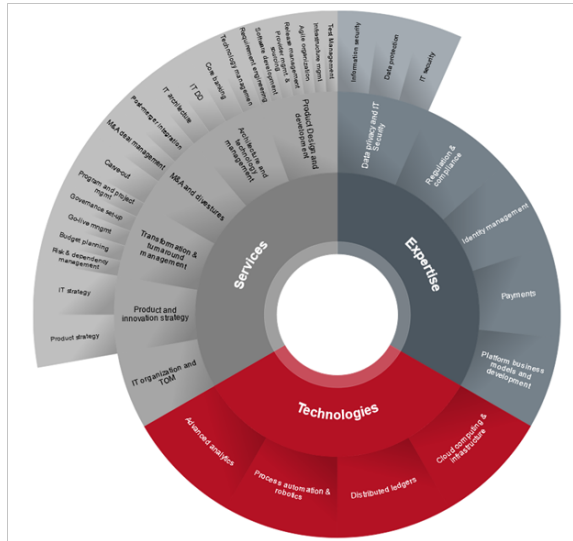 Services
Expertise
Technologies
IT organization and
TOM
Product and
innovation strategy
Transformation &
turnaround
management
M&A and divestures
Architecture and
technology
management
Product Design and
development
Data privacy and IT
Security
Regulation &
compliance
Identity management
Payments
Platform business
models and
development
Cloud computing &
infrastructure
Distributed ledgers
Process automation &
robotics
Advanced analytics
Product strategy
IT strategy
Risk & dependency
management
Budget planning
Go-live mngmt
Governance set-up
Program and project
mgmt
Carve-out
M&A deal management
Post-merger integration
IT architecture
IT DD
Core banking
Technology management
Requirement engineering
Software development
Provider mgmt &
sourcing
Release management
Agile organization
Infrastructure mgmt
Test Management
Information security
Data protection
IT security